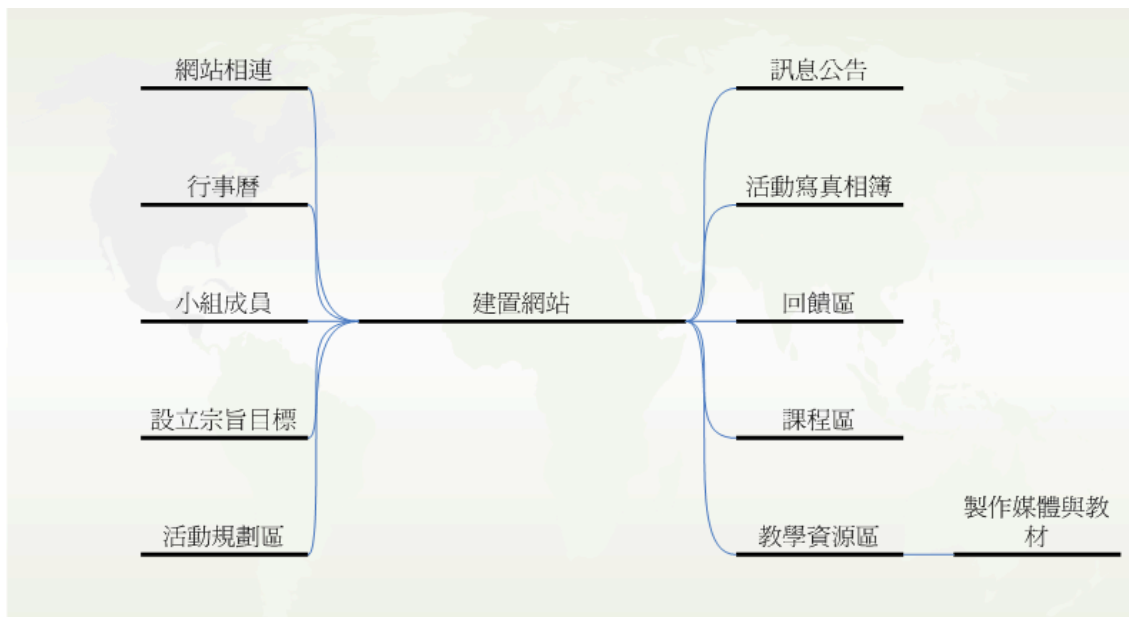 網站相連
行事曆
小組成員
設立宗旨目標
活動規劃區
建置網站
訊息公告
活動寫真相簿
回饋區
課程區
教學資源區
製作媒體與教
材